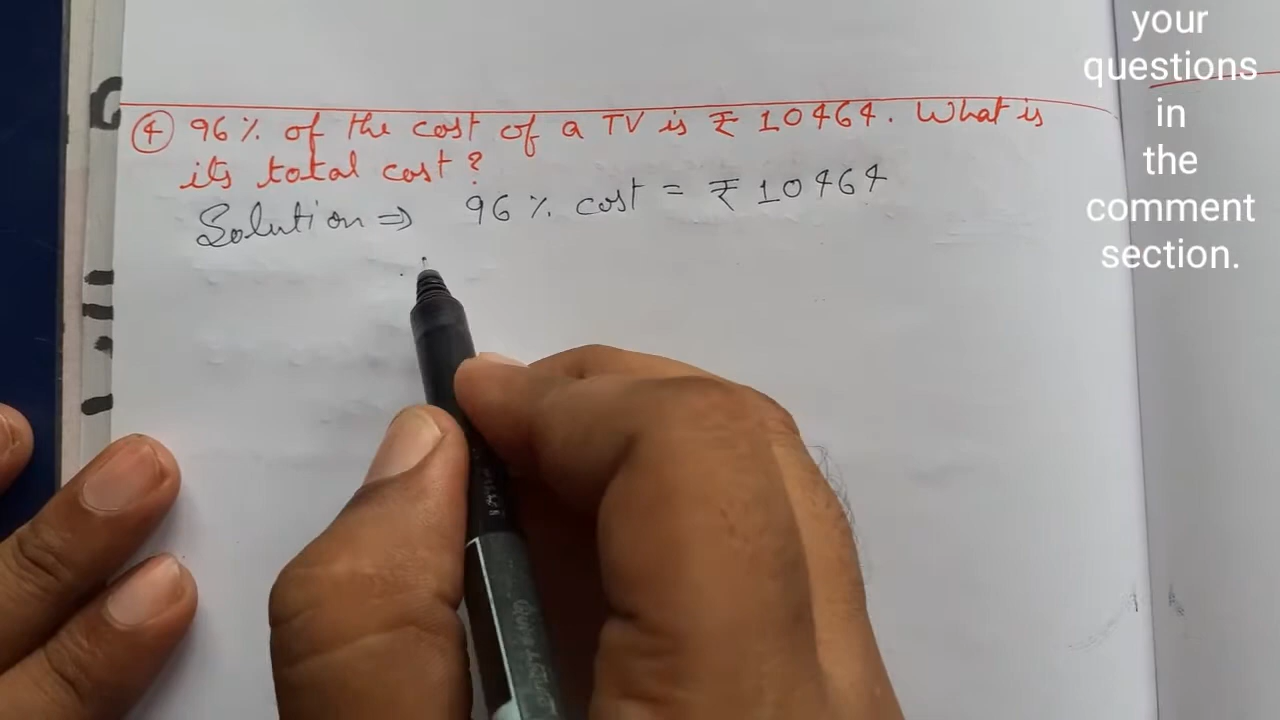 ④ 96% of the cost of a TV is ₹ 10464. What is
its total cost?
Solution ⇒ 96% cost = ₹ 10464
your
questions
in
the
comment
section.